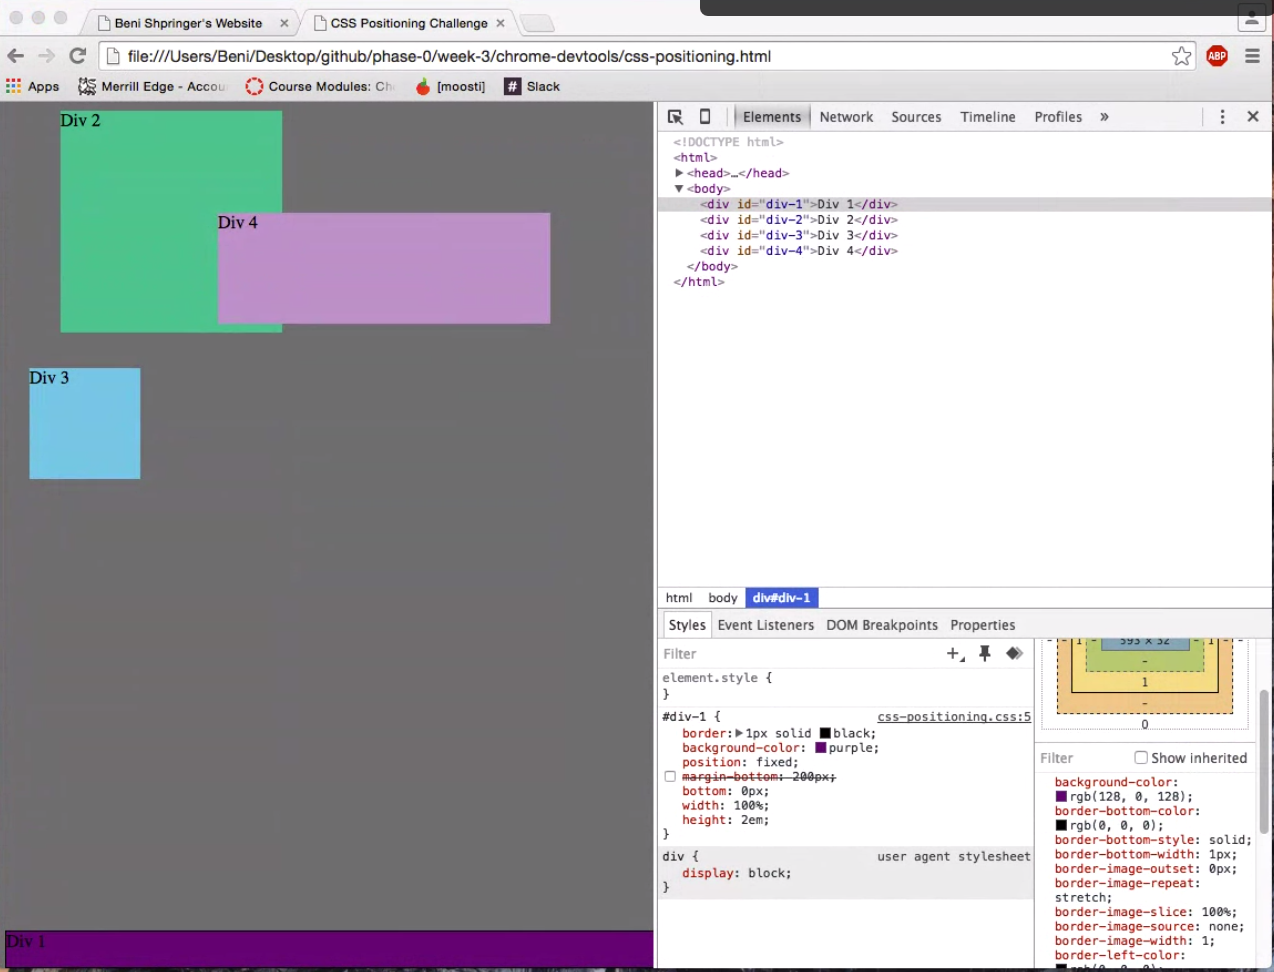 Beni Shpringer's Website × CSS Positioning Challenge ×
file:///Users/Beni/Desktop/github/phase-0/week-3/chrome-devtools/css-positioning.html ABP
Apps Merrill Edge - Accou Course Modules: Ch [moosti] # Slack
Div 2
Div 4
Div 3
Div 1
Elements Network Sources Timeline Profiles »
<!DOCTYPE html>
<html>
<head>…</head>
<body>
<div id="div-1">Div 1</div>
<div id="div-2">Div 2</div>
<div id="div-3">Div 3</div>
<div id="div-4">Div 4</div>
</body>
</html>
html body div#div-1
Styles Event Listeners DOM Breakpoints Properties
Filter
element.style {
}
#div-1 { css-positioning.css:5
border: 1px solid black;
background-color: purple;
position: fixed;
margin-bottom: 200px;
bottom: 0px;
width: 100%;
height: 2em;
}
div { user agent stylesheet
display: block;
}
- - 1 - 593 × 32 - 1 - -
-
1
-
0
Filter Show inherited
background-color:
rgb(128, 0, 128);
border-bottom-color:
rgb(0, 0, 0);
border-bottom-style: solid;
border-bottom-width: 1px;
border-image-outset: 0px;
border-image-repeat:
stretch;
border-image-slice: 100%;
border-image-source: none;
border-image-width: 1;
border-left-color:
rgb(0, 0, 0);